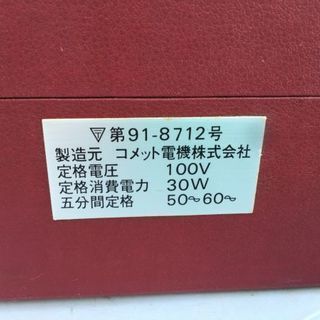 第91-8712号
製造元 コメット電機株式会社
定格電圧 100V
定格消費電力 30W
五分間定格 50~60~